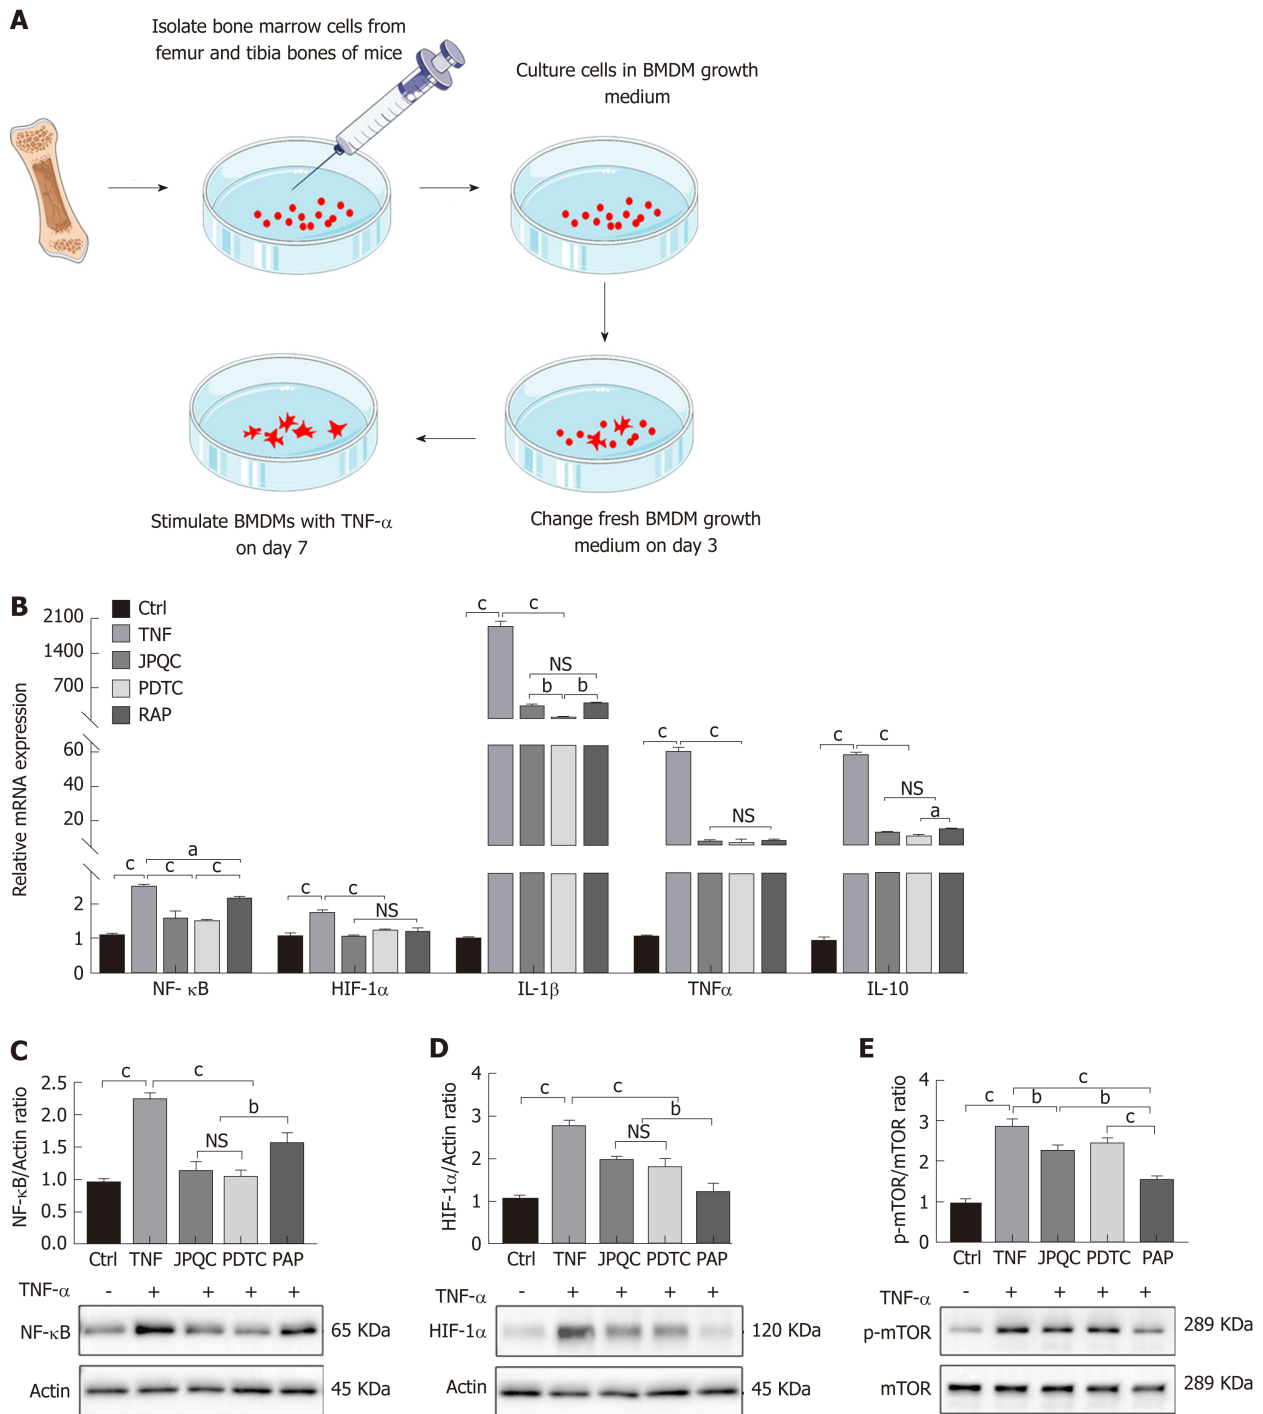 A
Isolate bone marrow cells from
femur and tibia bones of mice
Culture cells in BMDM growth
medium
Stimulate BMDMs with TNF-α
on day 7
Change fresh BMDM growth
medium on day 3
B
Relative mRNA expression
2100
1400
700
60
40
20
2
1
0
Ctrl
TNF
JPQC
PDTC
RAP
c c
NS
b b
c c
NS
c c
NS
a
a
c c c
c c
NS
NF- κB HIF-1α IL-1β TNFα IL-10
C
NF-κB/Actin ratio
2.5
2.0
1.5
1.0
0.5
0.0
c c
b
NS
Ctrl TNF JPQC PDTC PAP
TNF-α - + + + +
NF-κB 65 KDa
Actin 45 KDa
D
HIF-1α/Actin ratio
4
3
2
1
0
c c
b
NS
Ctrl TNF JPQC PDTC PAP
TNF-α - + + + +
HIF-1α 120 KDa
Actin 45 KDa
E
p-mTOR/mTOR ratio
4
3
2
1
0
c
c b b
c
Ctrl TNF JPQC PDTC PAP
TNF-α - + + + +
p-mTOR 289 KDa
mTOR 289 KDa